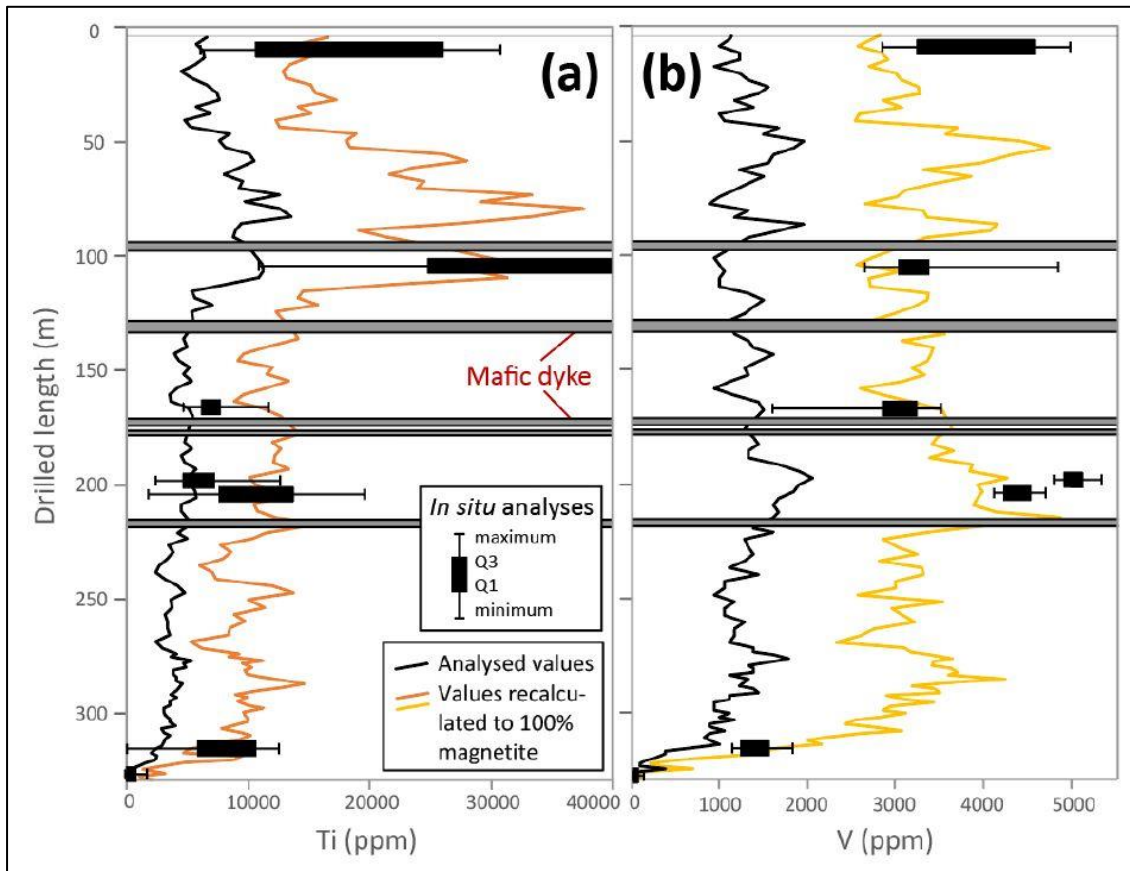 0
50
100
150
200
250
300
Drilled length (m)
(a)
Mafic dyke
In situ analyses
maximum
Q3
Q1
minimum
Analysed values
Values recalcu-
lated to 100%
magnetite
0
10000
20000
30000
40000
Ti (ppm)
(b)
0
1000
2000
3000
4000
5000
V (ppm)